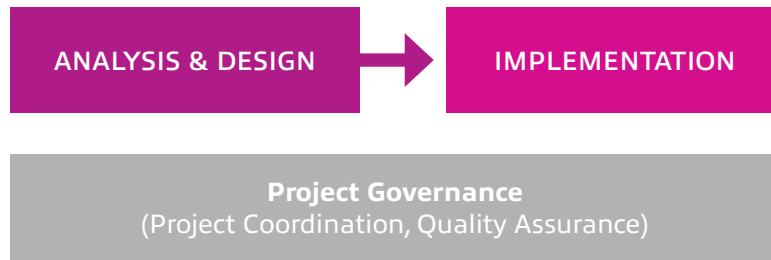 ANALYSIS & DESIGN
IMPLEMENTATION
Project Governance
(Project Coordination, Quality Assurance)